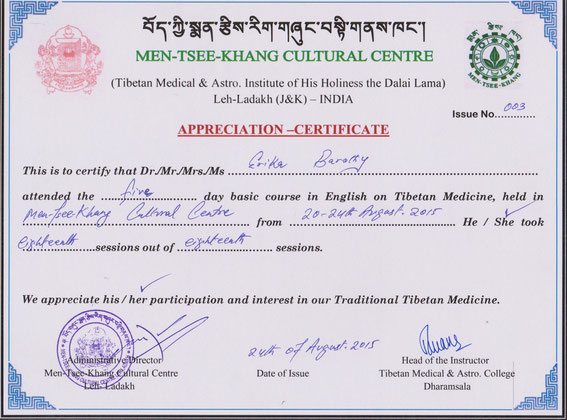 བོད་ཀྱི་སྨན་རྩིས་རིག་གཞུང་བསྟི་གནས་ཁང་།
MEN-TSEE-KHANG CULTURAL CENTRE
MEN-TSEE-KHANG
(Tibetan Medical & Astro. Institute of His Holiness the Dalai Lama)
Leh-Ladakh (J&K) – INDIA
Issue No. 003
APPRECIATION –CERTIFICATE
This is to certify that Dr./Mr./Mrs./Ms Erika Barothy
attended the five day basic course in English on Tibetan Medicine, held in
Men-Tsee-Khang Cultural Centre from 20-24th August. 2015 He / She took
eighteenth sessions out of eighteenth sessions.
We appreciate his / her participation and interest in our Traditional Tibetan Medicine.
24th of August. 2015
Administrative Director
Men-Tsee-Khang Cultural Centre
Leh- Ladakh
Date of Issue
Head of the Instructor
Tibetan Medical & Astro. College
Dharamsala